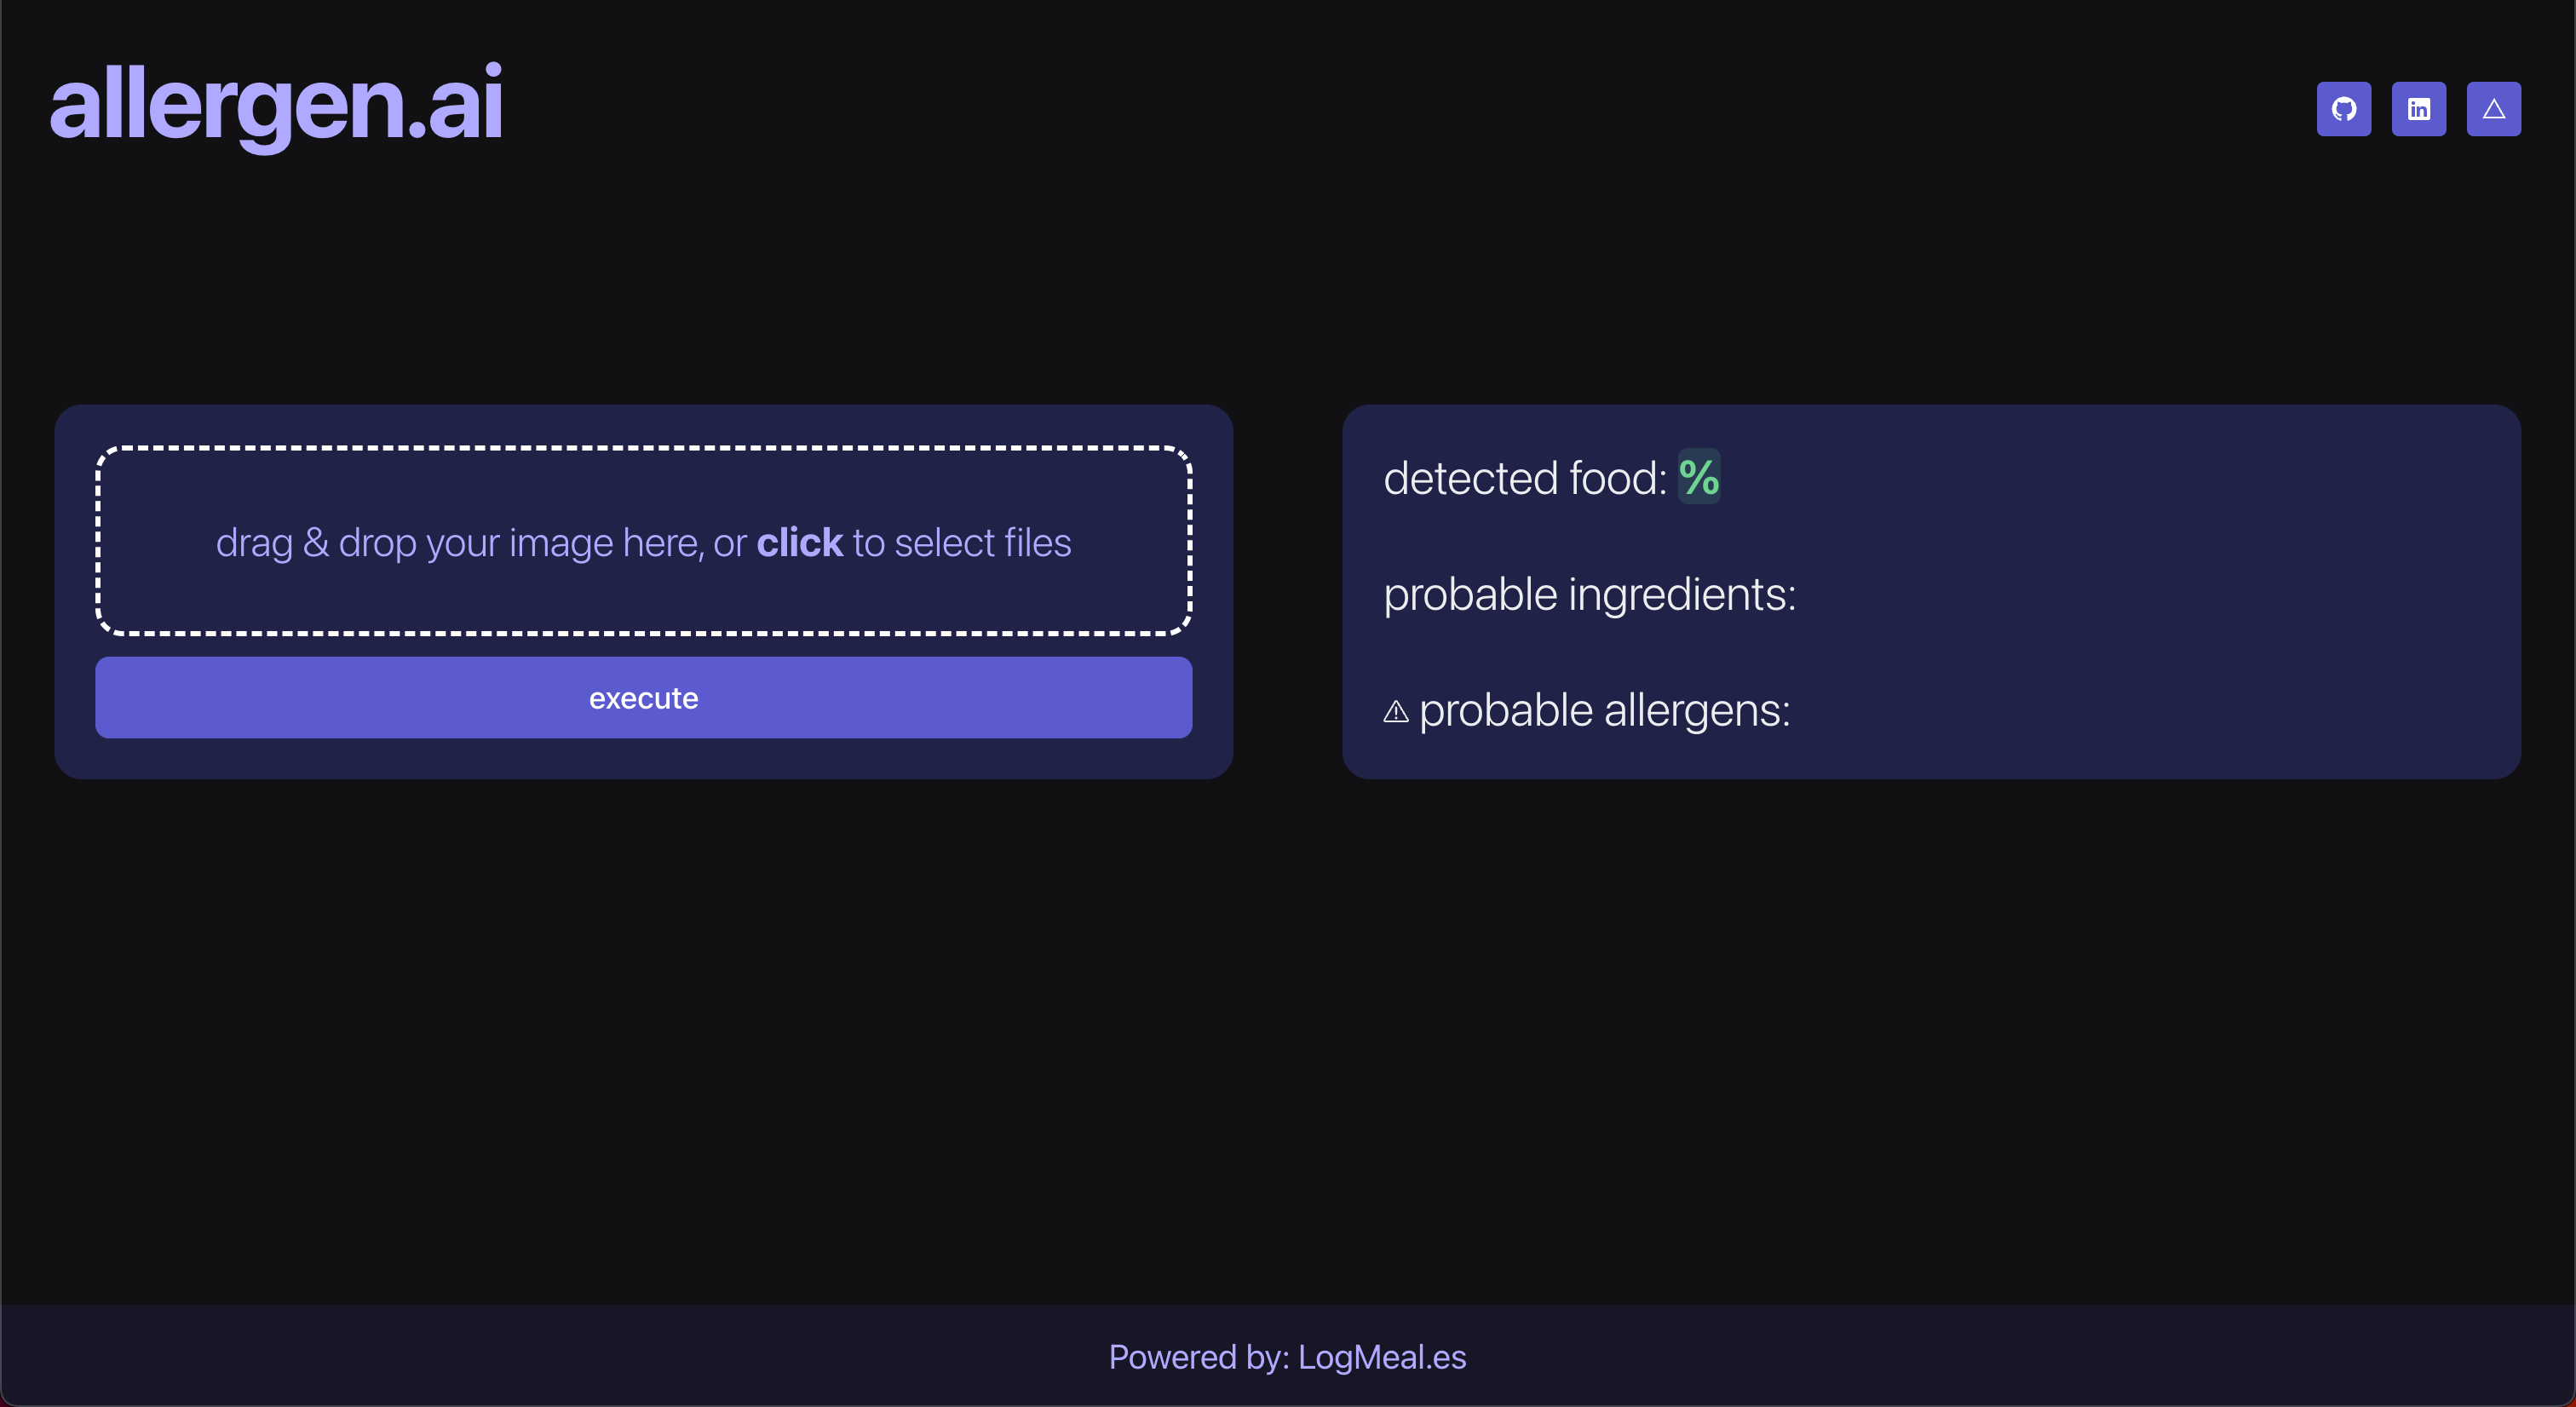 allergen.ai
drag & drop your image here, or click to select files
execute
detected food: %
probable ingredients:
probable allergens:
Powered by: LogMeal.es